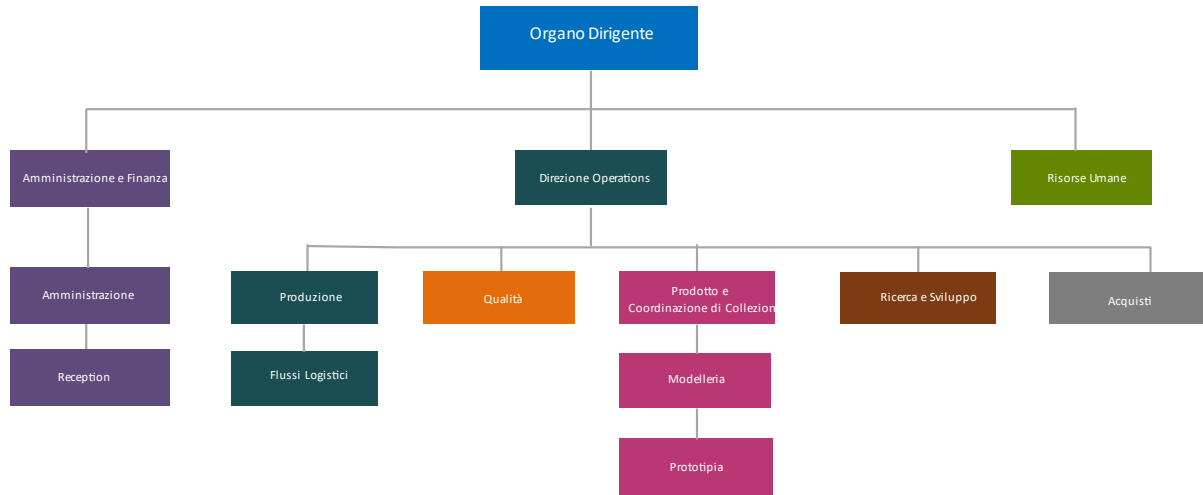 Organo Dirigente
Amministrazione e Finanza
Direzione Operations
Risorse Umane
Amministrazione
Produzione
Qualità
Prodotto e
Coordinazione di Collezion
Ricerca e Sviluppo
Acquisti
Reception
Flussi Logistici
Modelleria
Prototipia